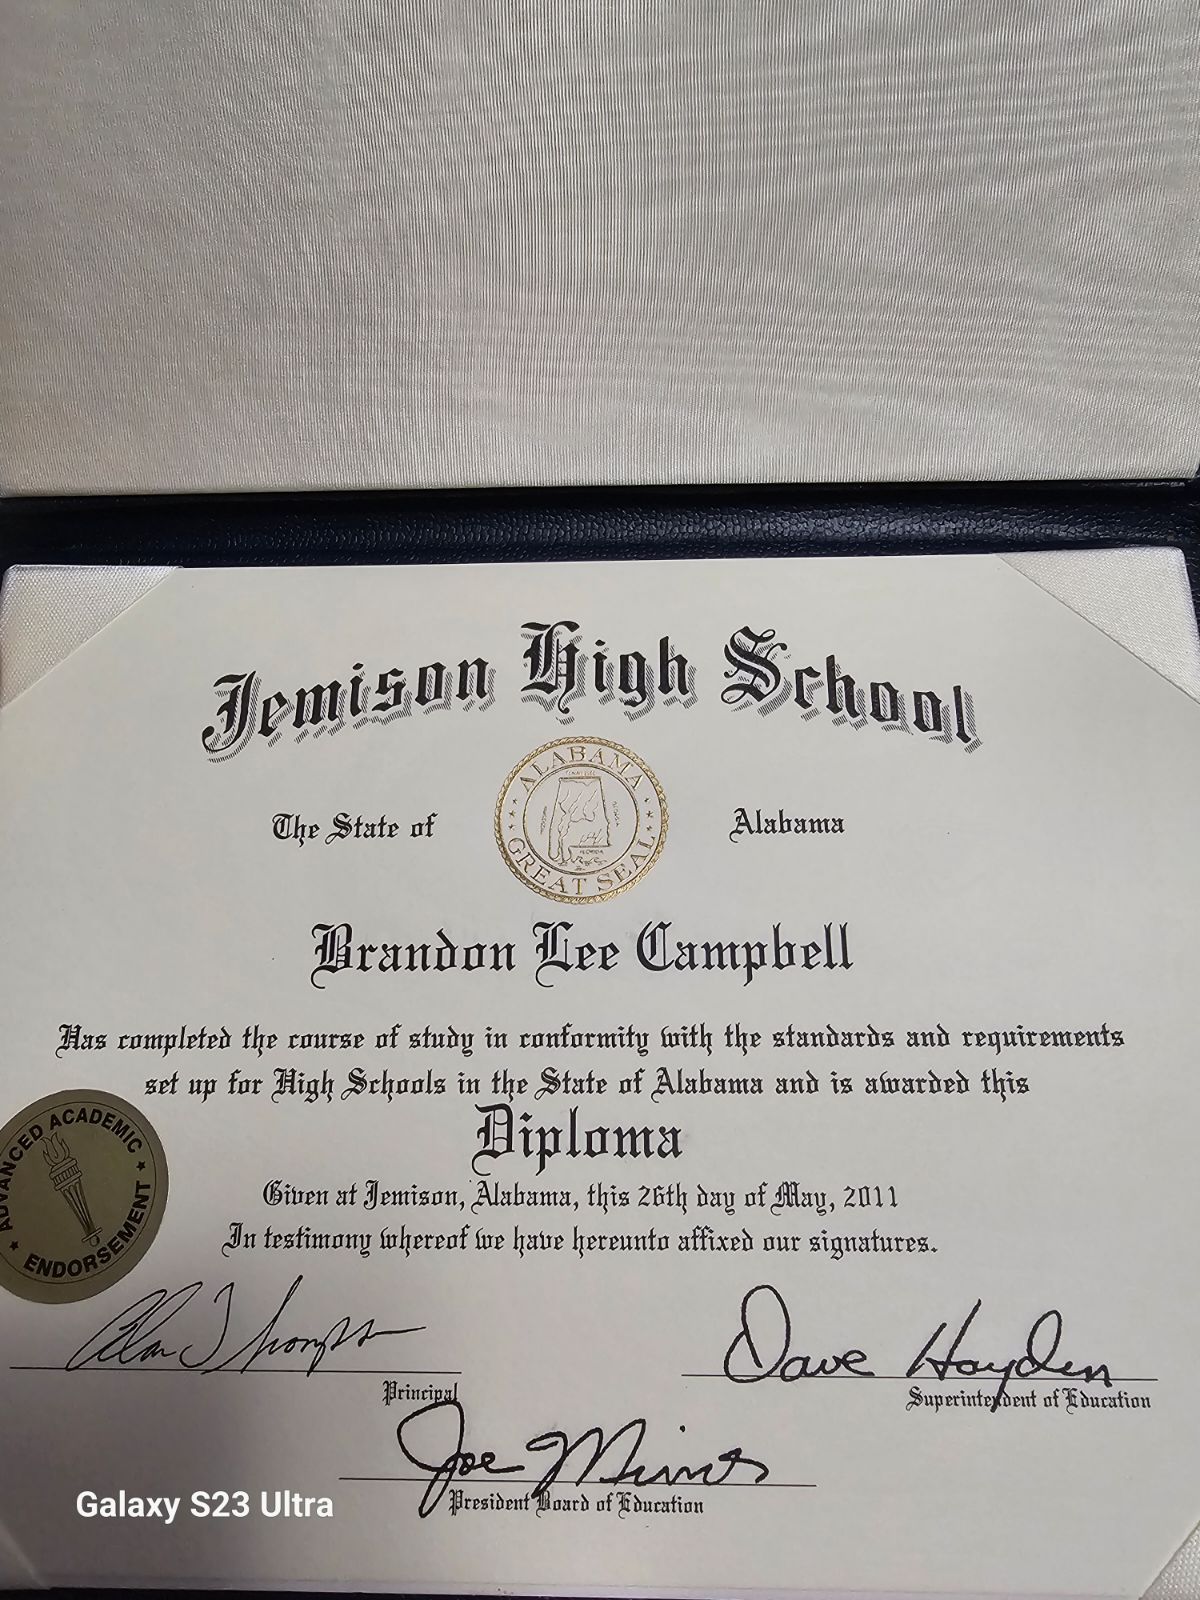 Jemison High School
ALABAMA
GREAT SEAL
The State of Alabama
Brandon Lee Campbell
Has completed the course of study in conformity with the standards and requirements
set up for High Schools in the State of Alabama and is awarded this
Diploma
ADVANCED ACADEMIC
ENDORSEMENT
Given at Jemison, Alabama, this 26th day of May, 2011
In testimony whereof we have hereunto affixed our signatures.
Alan Thompson
Dave Hayden
Principal
Superintendent of Education
Joe Mims
President Board of Education
Galaxy S23 Ultra